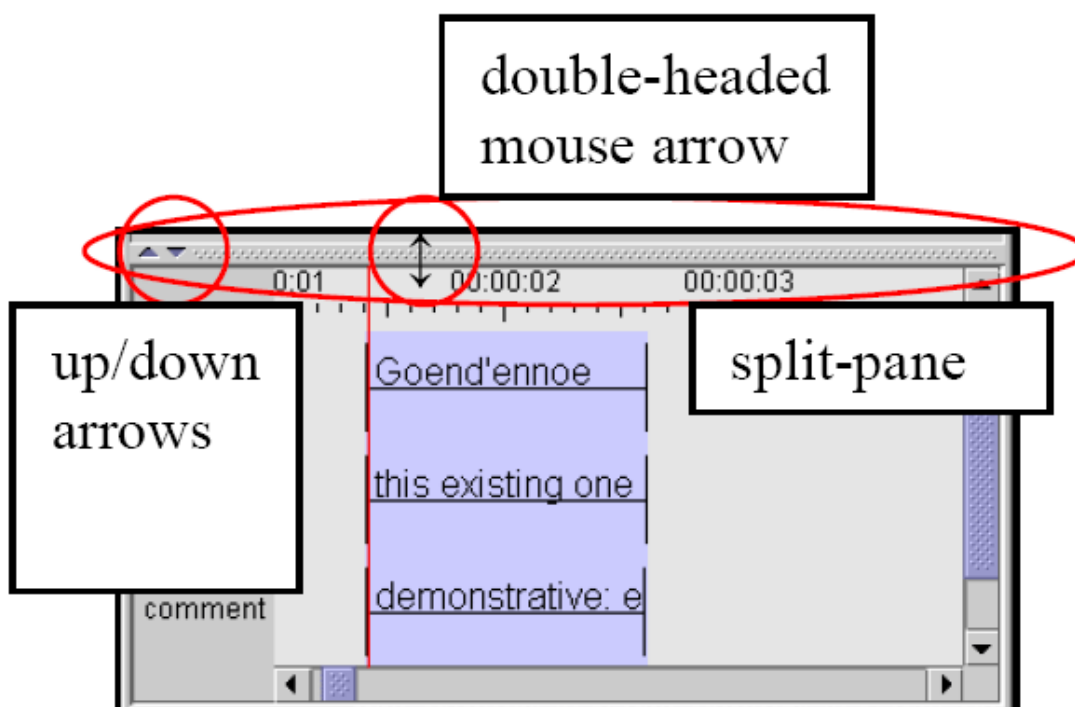 double-headed
mouse arrow
0:01 00:00:02 00:00:03
up/down
arrows
split-pane
Goend'ennoe
this existing one
demonstrative: e
comment